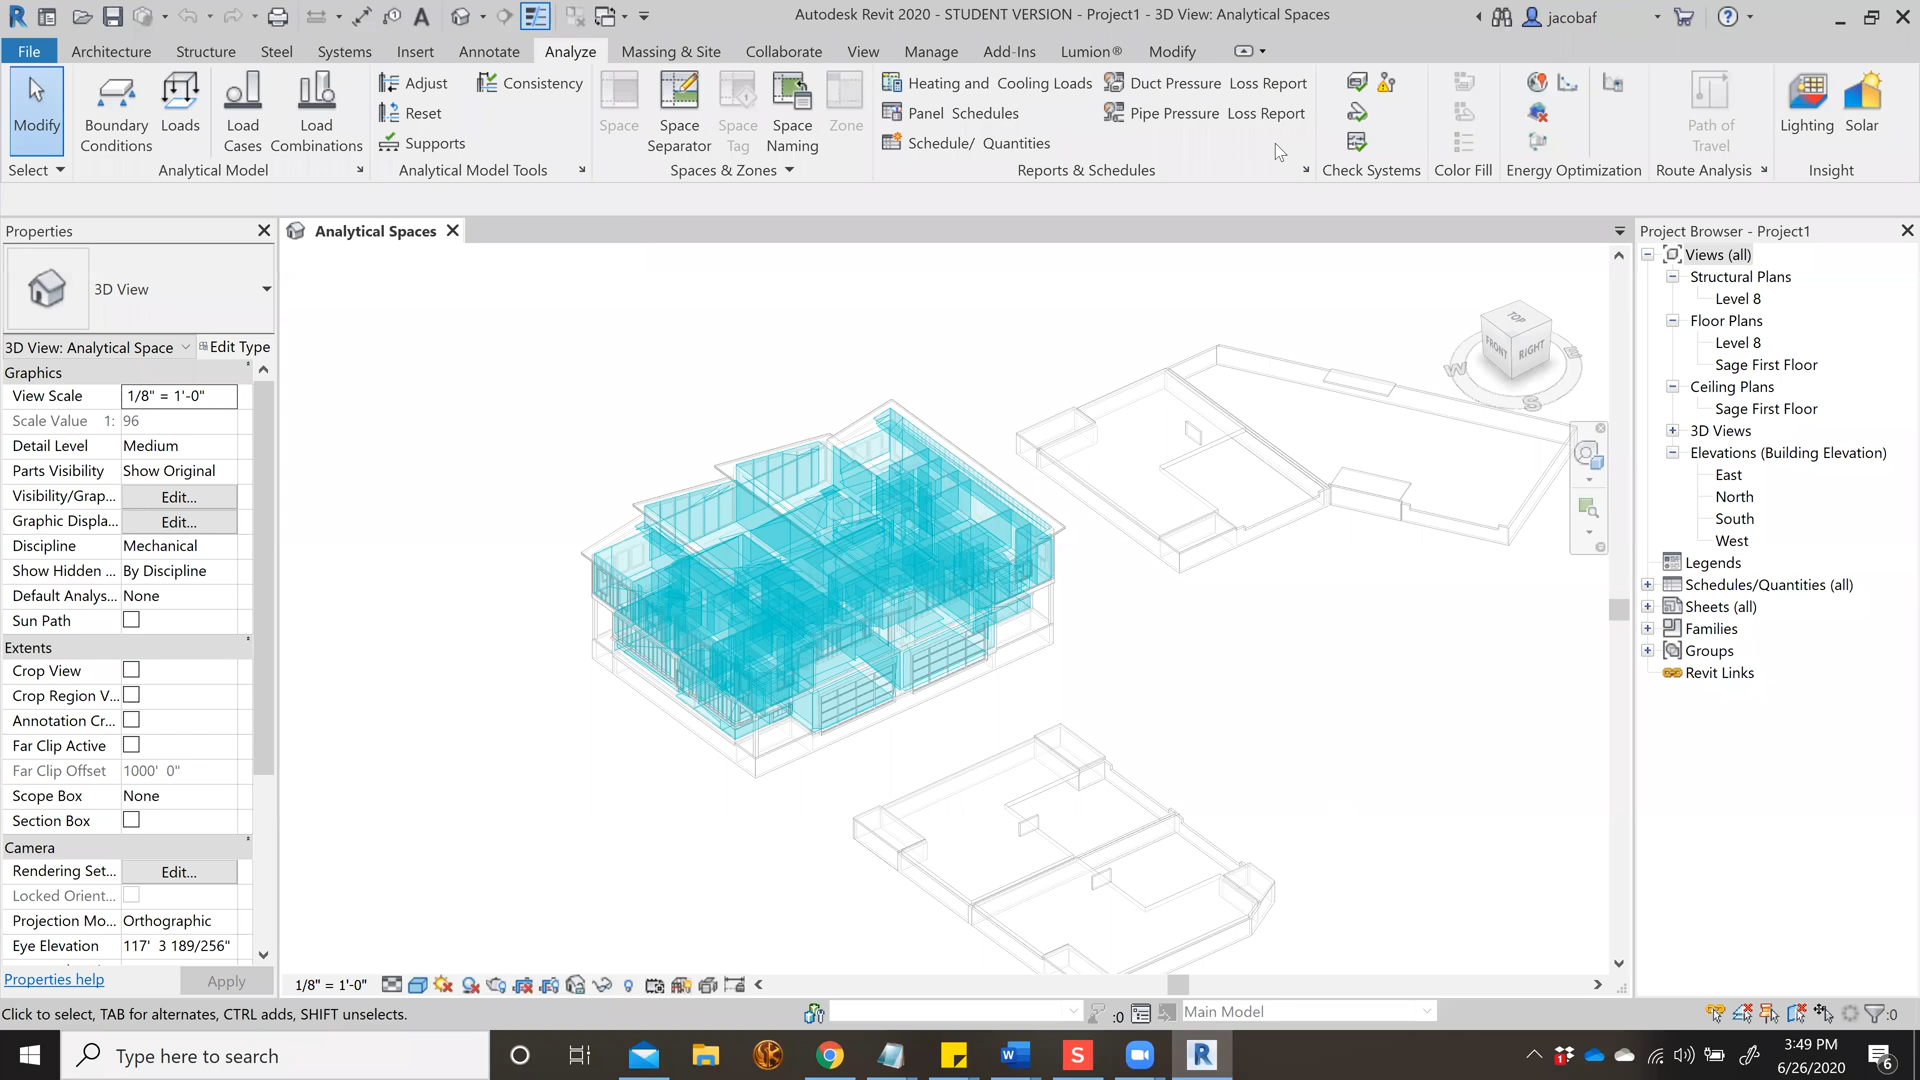 Autodesk Revit 2020 - STUDENT VERSION - Project1 - 3D View: Analytical Spaces
jacobaf
File Architecture Structure Steel Systems Insert Annotate Analyze Massing & Site Collaborate View Manage Add-Ins Lumion® Modify
Modify
Boundary Conditions
Loads
Load Cases
Load Combinations
Adjust
Reset
Supports
Consistency
Space
Space Separator
Space Tag
Space Naming
Zone
Heating and Cooling Loads
Panel Schedules
Schedule/ Quantities
Duct Pressure Loss Report
Pipe Pressure Loss Report
Path of Travel
Lighting
Solar
Select Analytical Model Analytical Model Tools Spaces & Zones Reports & Schedules Check Systems Color Fill Energy Optimization Route Analysis Insight
Properties
3D View
3D View: Analytical Space Edit Type
Graphics
View Scale 1/8" = 1'-0"
Scale Value 1: 96
Detail Level Medium
Parts Visibility Show Original
Visibility/Grap... Edit...
Graphic Displa... Edit...
Discipline Mechanical
Show Hidden ... By Discipline
Default Analys... None
Sun Path
Extents
Crop View
Crop Region V...
Annotation Cr...
Far Clip Active
Far Clip Offset 1000' 0"
Scope Box None
Section Box
Camera
Rendering Set... Edit...
Locked Orient...
Projection Mo... Orthographic
Eye Elevation 117' 3 189/256"
Properties help Apply
Analytical Spaces
TOP
FRONT
RIGHT
W
S
E
1/8" = 1'-0"
Project Browser - Project1
Views (all)
Structural Plans
Level 8
Floor Plans
Level 8
Sage First Floor
Ceiling Plans
Sage First Floor
3D Views
Elevations (Building Elevation)
East
North
South
West
Legends
Schedules/Quantities (all)
Sheets (all)
Families
Groups
Revit Links
Click to select, TAB for alternates, CTRL adds, SHIFT unselects.
:0
Main Model
:0
Type here to search
3:49 PM
6/26/2020
6